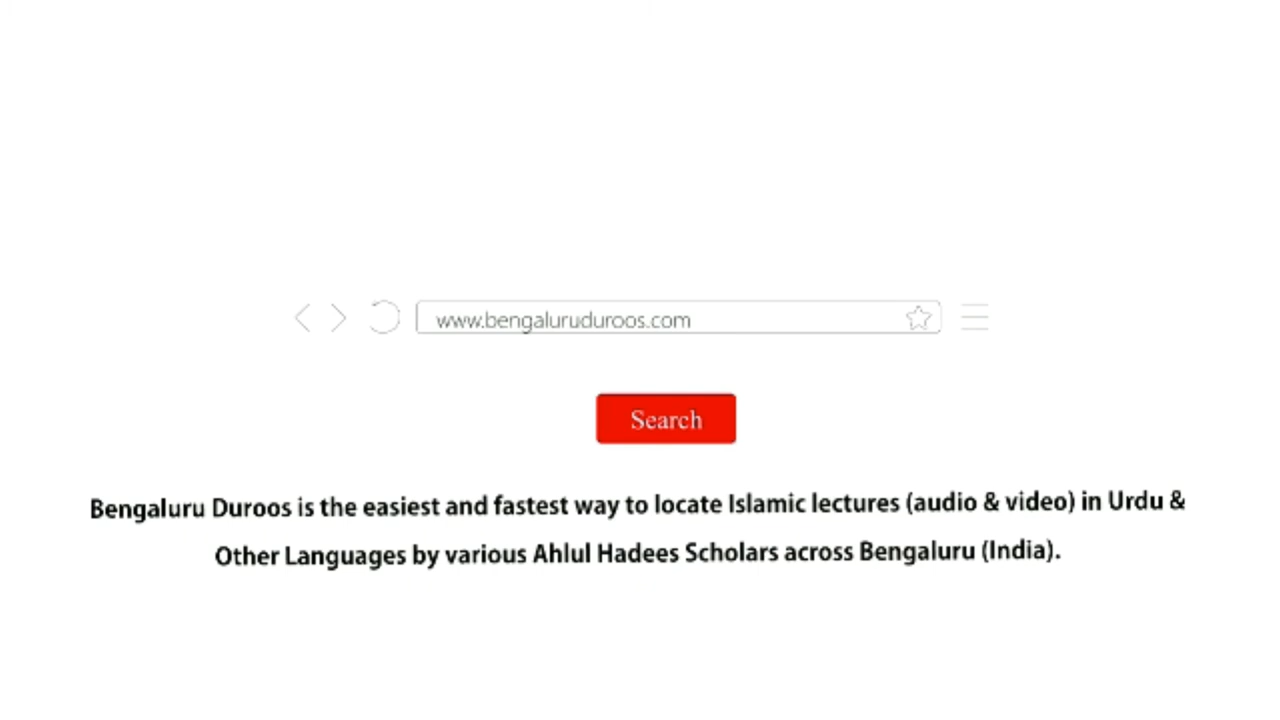 www.bengaluruduroos.com
Search
Bengaluru Duroos is the easiest and fastest way to locate Islamic lectures (audio & video) in Urdu &
Other Languages by various Ahlul Hadees Scholars across Bengaluru (India).